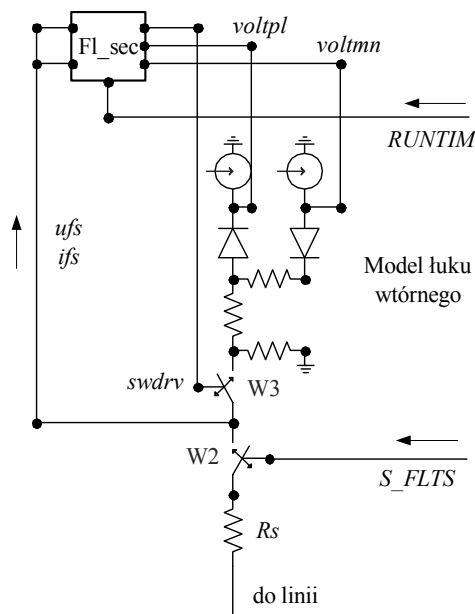 Fl_sec
voltpl
voltmn
RUNTIM
ufs
ifs
Model łuku
wtórnego
swdrv
W3
W2
S_FLTS
Rs
do linii